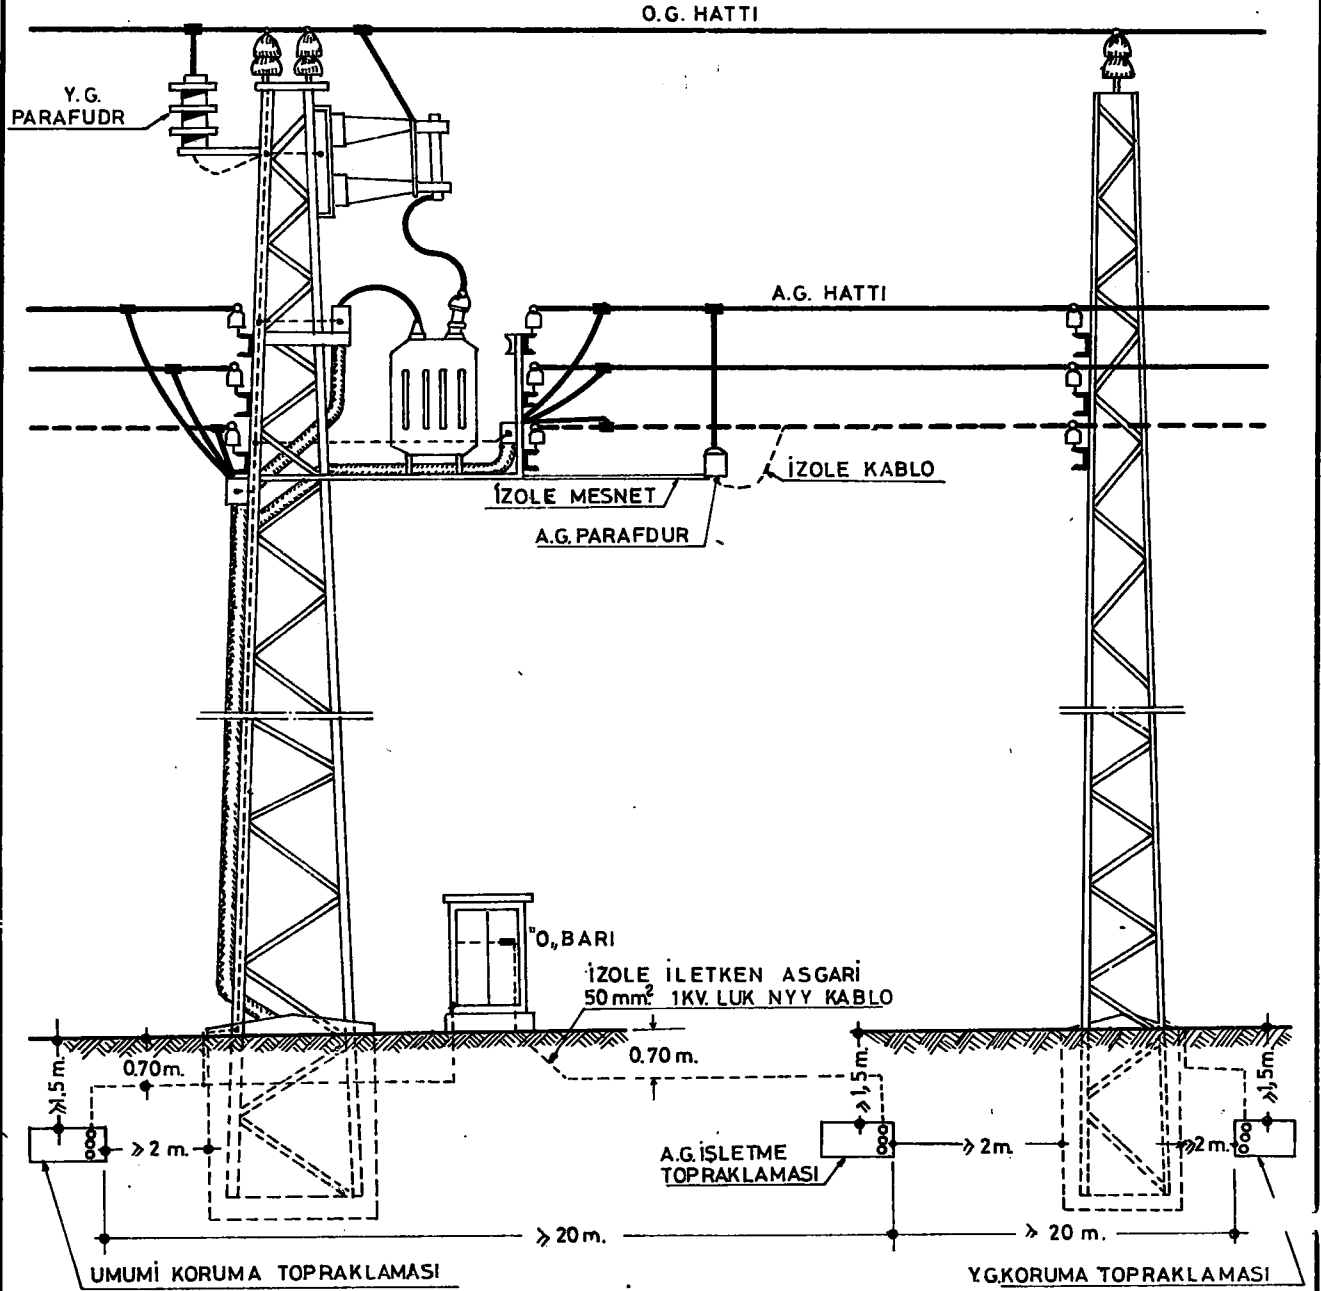 O.G. HATTI
Y.G.
PARAFUDR
A.G. HATTI
İZOLE KABLO
İZOLE MESNET
A.G. PARAFDUR
"O„ BARI
İZOLE İLETKEN ASGARİ
50 mm² 1KV. LUK NYY KABLO
0.70 m.
0.70 m.
≥1.5 m.
≥1,5 m.
≥1,5 m.
≥ 2 m.
A.G. İŞLETME
TOPRAKLAMASI
≥ 2 m.
≥ 2 m.
≥ 20 m.
≥ 20 m.
UMUMİ KORUMA TOPRAKLAMASI
Y.G. KORUMA TOPRAKLAMASI